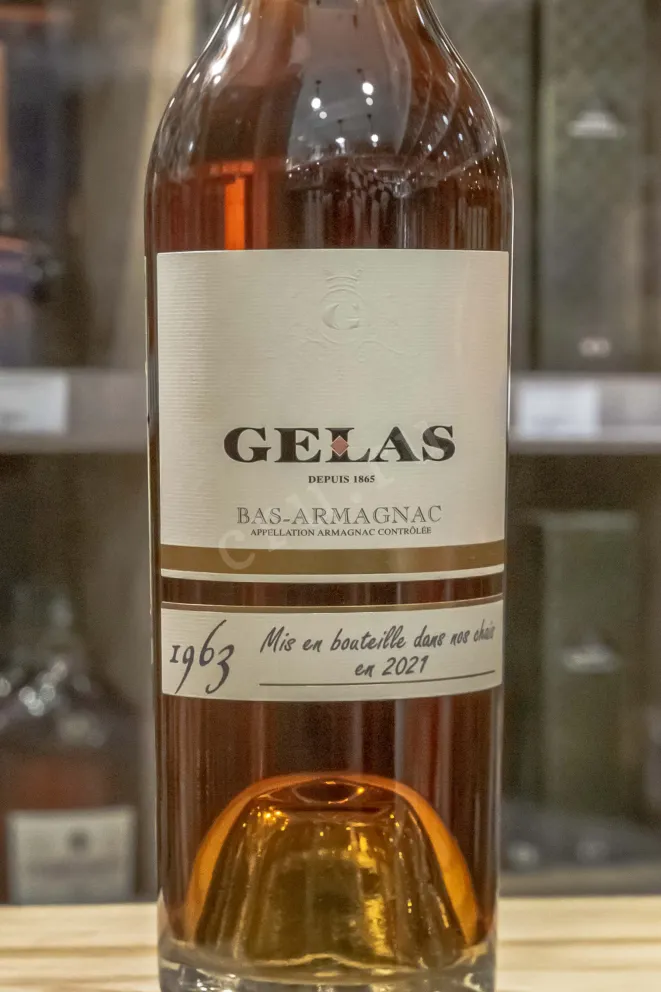 G
GELAS
DEPUIS 1865
BAS-ARMAGNAC
APPELLATION ARMAGNAC CONTRÔLÉE
1963
Mis en bouteille dans nos chais
en 2021